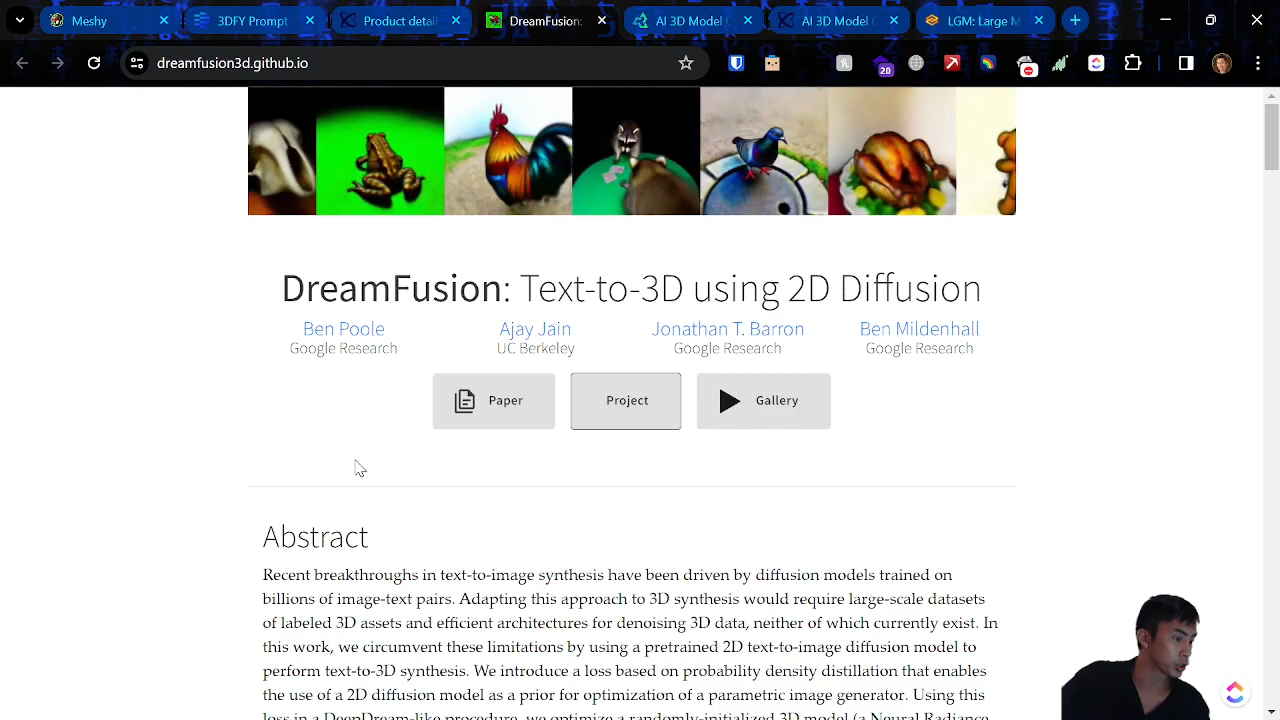 Meshy
3DFY Prompt
Product detail
DreamFusion:
AI 3D Model
AI 3D Model
LGM: Large M
dreamfusion3d.github.io
20
DreamFusion: Text-to-3D using 2D Diffusion
Ben Poole
Ajay Jain
Jonathan T. Barron
Ben Mildenhall
Google Research
UC Berkeley
Google Research
Google Research
Paper
Project
Gallery
Abstract
Recent breakthroughs in text-to-image synthesis have been driven by diffusion models trained on
billions of image-text pairs. Adapting this approach to 3D synthesis would require large-scale datasets
of labeled 3D assets and efficient architectures for denoising 3D data, neither of which currently exist. In
this work, we circumvent these limitations by using a pretrained 2D text-to-image diffusion model to
perform text-to-3D synthesis. We introduce a loss based on probability density distillation that enables
the use of a 2D diffusion model as a prior for optimization of a parametric image generator. Using this
loss in a DeepDream-like procedure, we optimize a randomly-initialized 3D model (a Neural Radiance